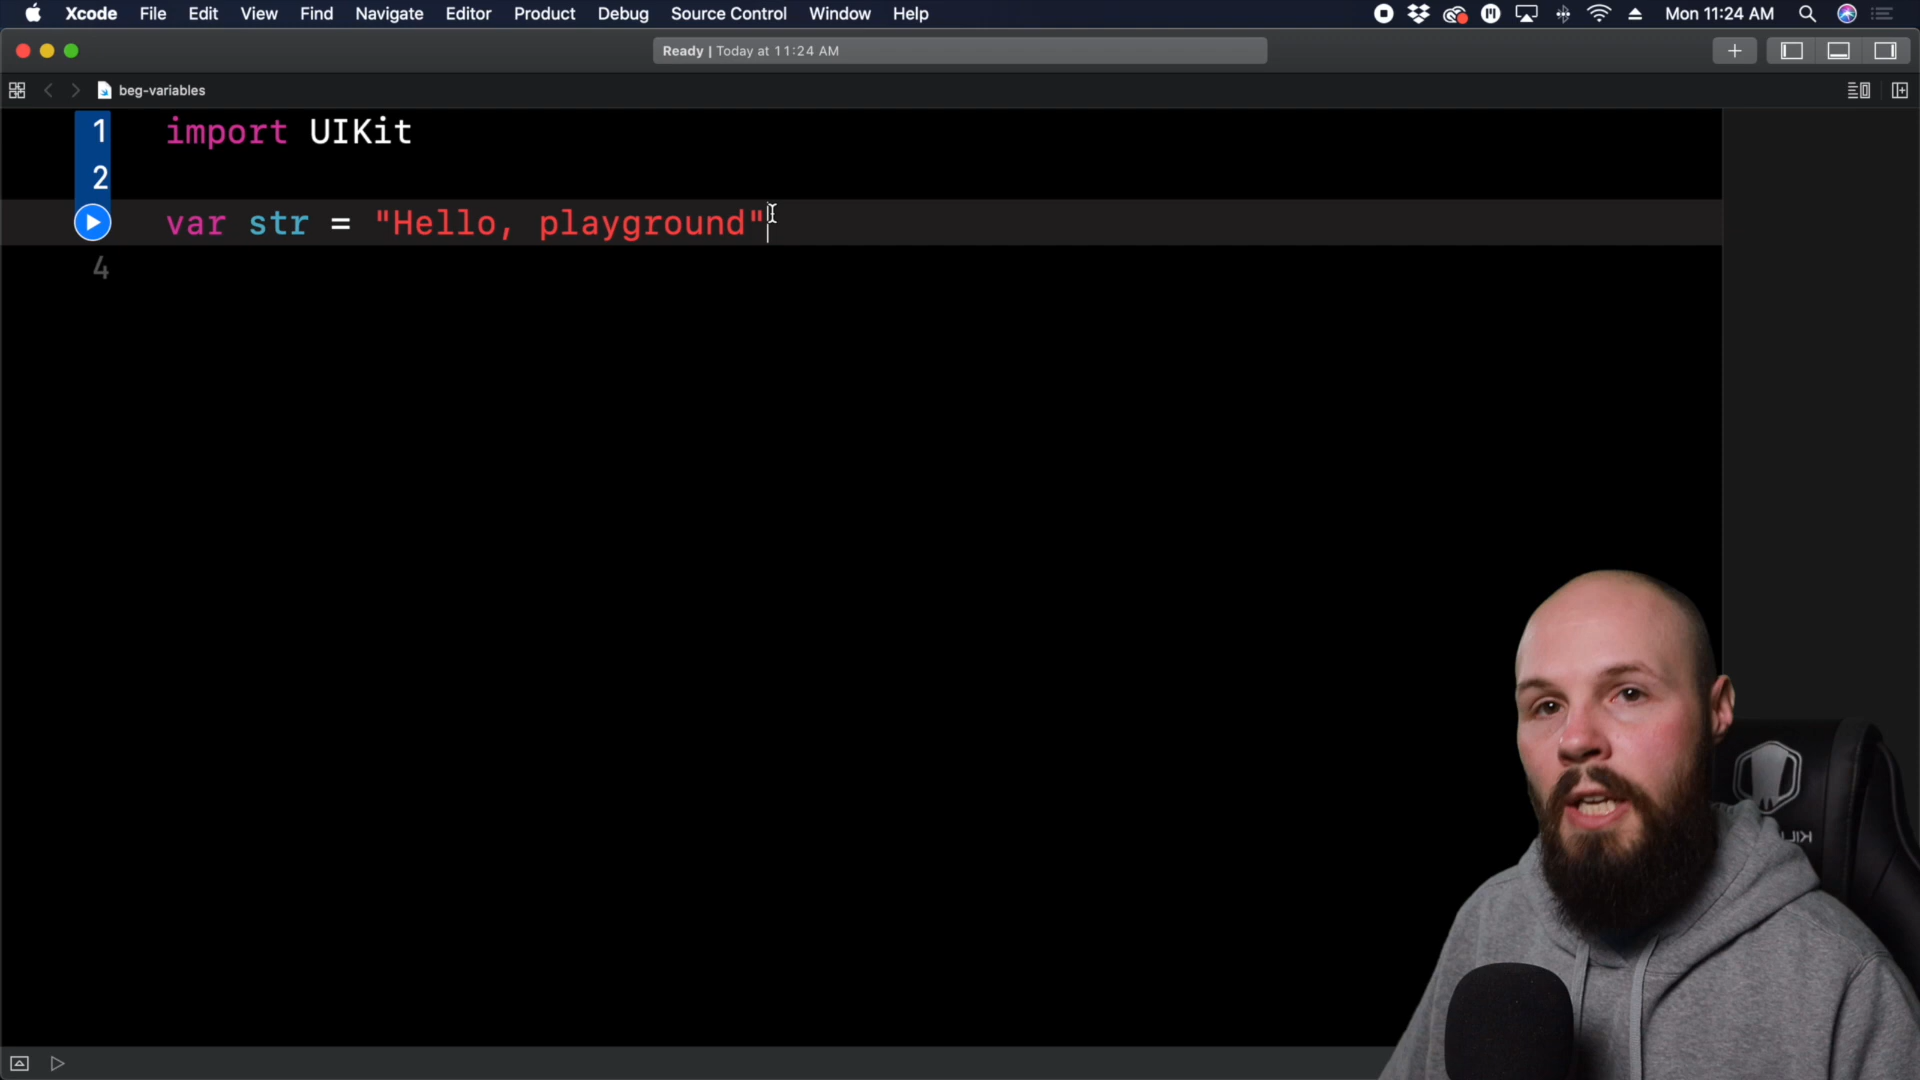 Xcode File Edit View Find Navigate Editor Product Debug Source Control Window Help Mon 11:24 AM
Ready | Today at 11:24 AM
beg-variables
1 import UIKit
2
var str = "Hello, playground"
4